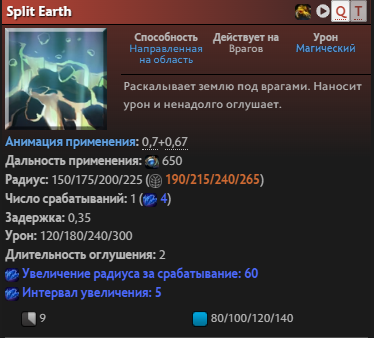 Split Earth
Q T
Способность Действует на Урон
Направленная на область Врагов Магический
Раскалывает землю под врагами. Наносит
урон и ненадолго оглушает.
Анимация применения: 0,7+0,67
Дальность применения: 650
Радиус: 150/175/200/225 (190/215/240/265)
Число срабатываний: 1 (4)
Задержка: 0,35
Урон: 120/180/240/300
Длительность оглушения: 2
Увеличение радиуса за срабатывание: 60
Интервал увеличения: 5
9 80/100/120/140